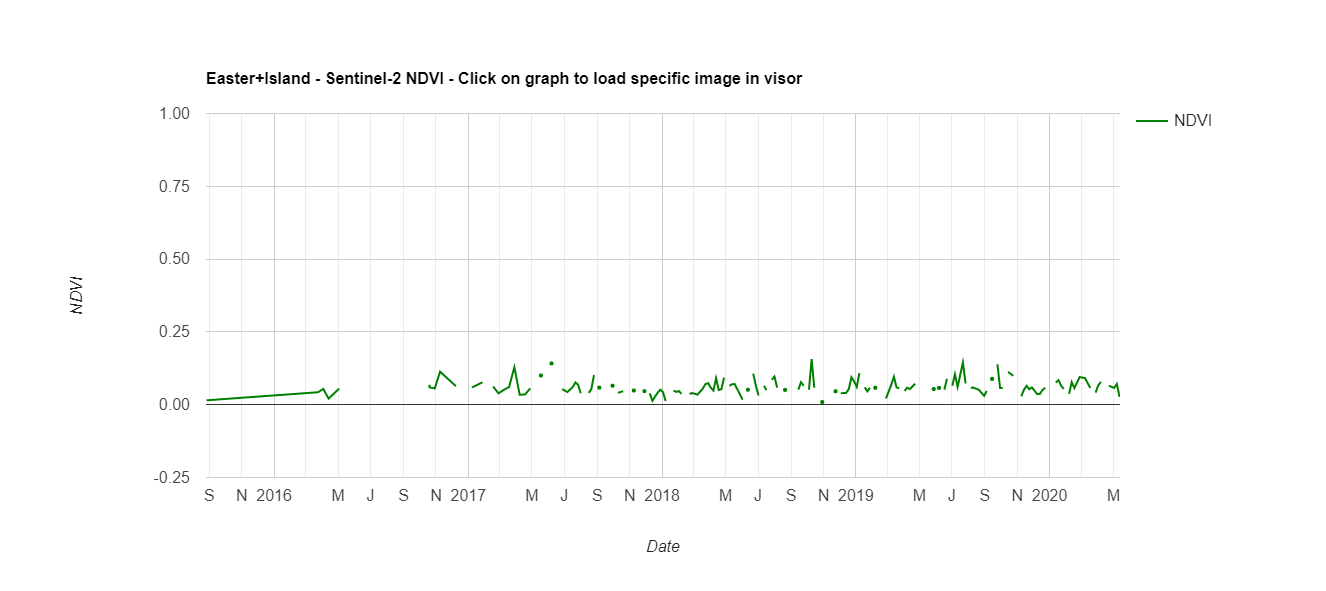 Easter+Island - Sentinel-2 NDVI - Click on graph to load specific image in visor
1.00
NDVI
0.75
0.50
NDVI
0.25
0.00
-0.25
S N 2016 M J S N 2017 M J S N 2018 M J S N 2019 M J S N 2020 M
Date